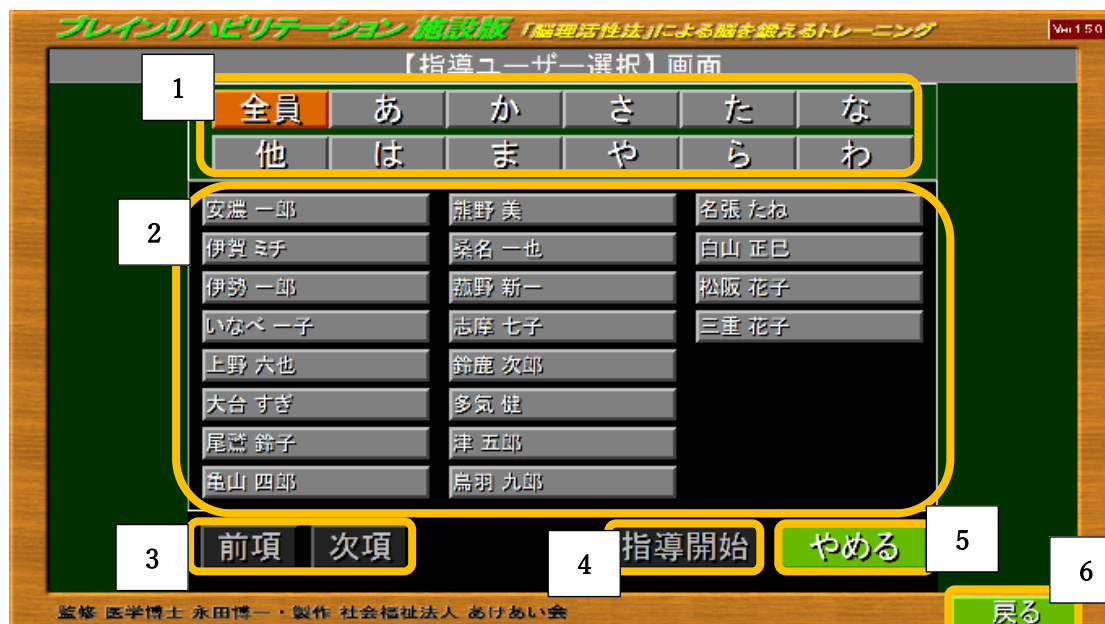 ブレインリハビリテーション 施設版 「脳理活性法」による脳を鍛えるトレーニング
Ver 1.5.0
【指導ユーザー選択】画面
1
全員 あ か さ た な
他 は ま や ら わ
2
安濃 一郎 熊野 美 名張 たね
伊賀 ミチ 桑名 一也 白山 正巳
伊勢 一郎 菰野 新一 松阪 花子
いなべ 一子 志摩 七子 三重 花子
上野 六也 鈴鹿 次郎
大台 すぎ 多気 健
尾鷲 鈴子 津 五郎
亀山 四郎 鳥羽 九郎
3
前項 次項
4
指導開始
やめる
5
6
監修 医学博士 永田博一・製作 社会福祉法人 あけあい会
戻る